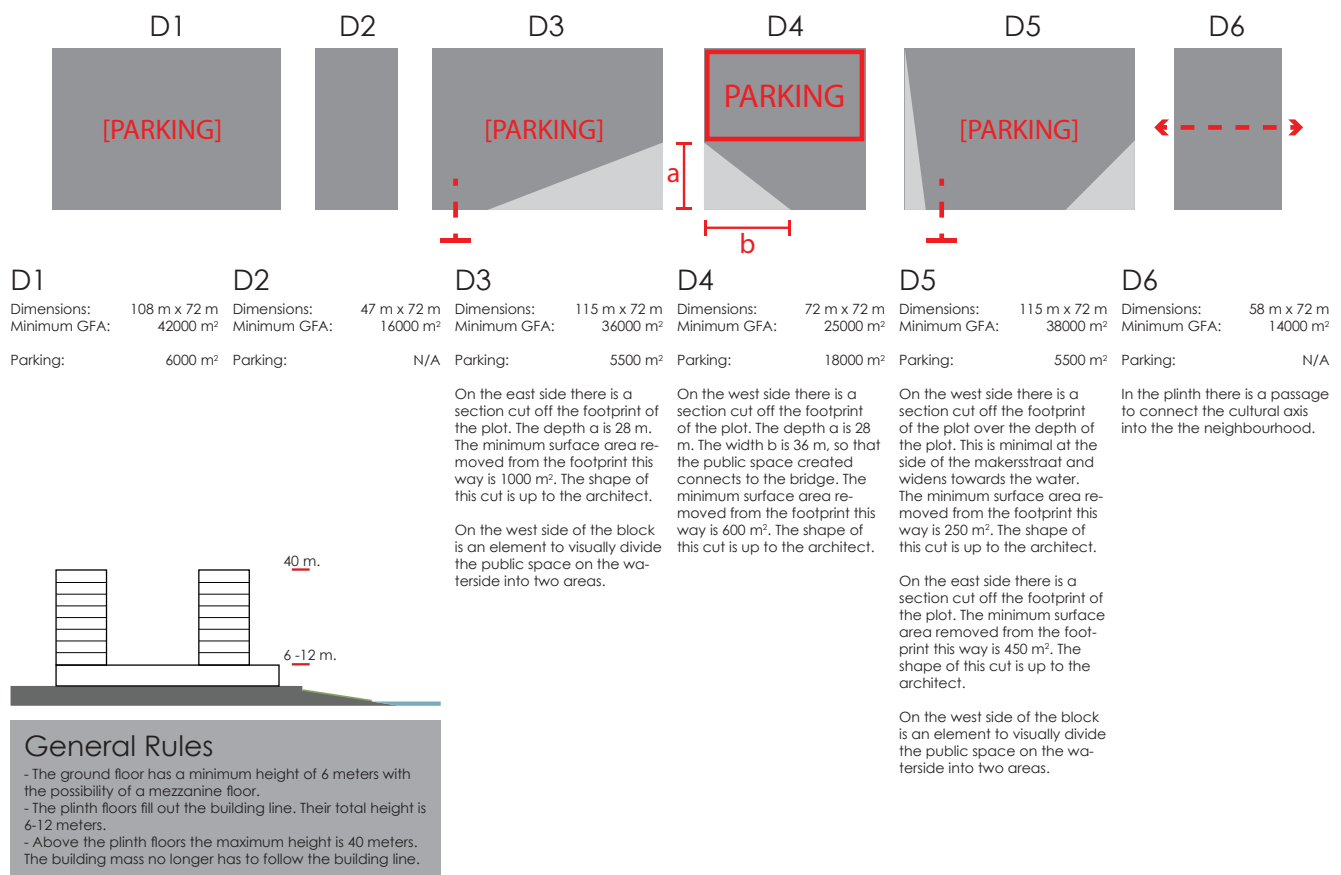 D1
D2
D3
D4
D5
D6
[PARKING]
[PARKING]
PARKING
[PARKING]
a
b
D1
Dimensions: 108 m x 72 m
Minimum GFA: 42000 m²
Parking: 6000 m²
D2
Dimensions: 47 m x 72 m
Minimum GFA: 16000 m²
Parking: N/A
D3
Dimensions: 115 m x 72 m
Minimum GFA: 36000 m²
Parking: 5500 m²
On the east side there is a
section cut off the footprint of
the plot. The depth a is 28 m.
The minimum surface area re-
moved from the footprint this
way is 1000 m². The shape of
this cut is up to the architect.
On the west side of the block
is an element to visually divide
the public space on the wa-
terside into two areas.
D4
Dimensions: 72 m x 72 m
Minimum GFA: 25000 m²
Parking: 18000 m²
On the west side there is a
section cut off the footprint
of the plot. The depth a is 28
m. The width b is 36 m, so that
the public space created
connects to the bridge. The
minimum surface area re-
moved from the footprint this
way is 600 m². The shape of
this cut is up to the architect.
D5
Dimensions: 115 m x 72 m
Minimum GFA: 38000 m²
Parking: 5500 m²
On the west side there is a
section cut off the footprint
of the plot over the depth of
the plot. This is minimal at the
side of the makersstraat and
widens towards the water.
The minimum surface area re-
moved from the footprint this
way is 250 m². The shape of
this cut is up to the architect.
On the east side there is a
section cut off the footprint of
the plot. The minimum surface
area removed from the foot-
print this way is 450 m². The
shape of this cut is up to the
architect.
On the west side of the block
is an element to visually divide
the public space on the wa-
terside into two areas.
D6
Dimensions: 58 m x 72 m
Minimum GFA: 14000 m²
Parking: N/A
In the plinth there is a passage
to connect the cultural axis
into the the neighbourhood.
40 m.
6 -12 m.
General Rules
- The ground floor has a minimum height of 6 meters with
the possibility of a mezzanine floor.
- The plinth floors fill out the building line. Their total height is
6-12 meters.
- Above the plinth floors the maximum height is 40 meters.
The building mass no longer has to follow the building line.